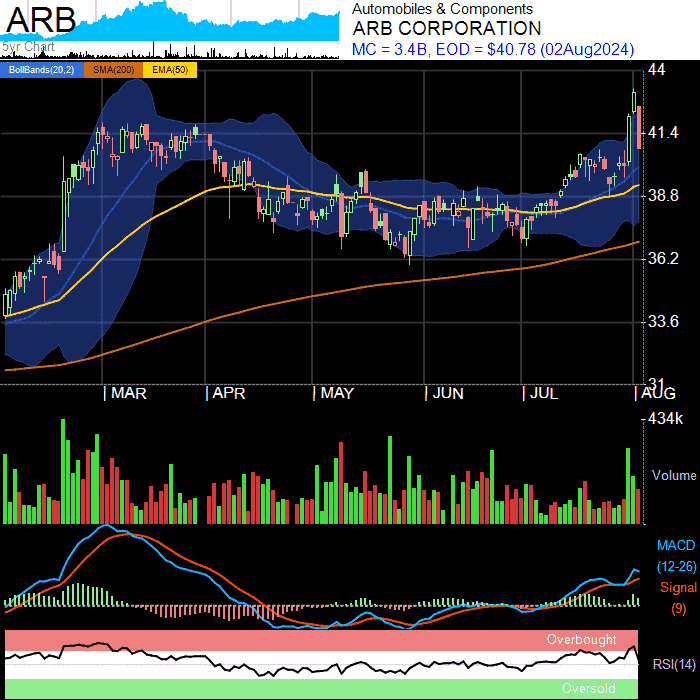 ARB
5yr Chart
Automobiles & Components
ARB CORPORATION
MC = 3.4B, EOD = $40.78 (02Aug2024)
BollBands(20,2) SMA(200) EMA(50)
44
41.4
38.8
36.2
33.6
31
MAR APR MAY JUN JUL AUG
434k
Volume
MACD
(12-26)
Signal
(9)
Overbought
RSI(14)
Oversold